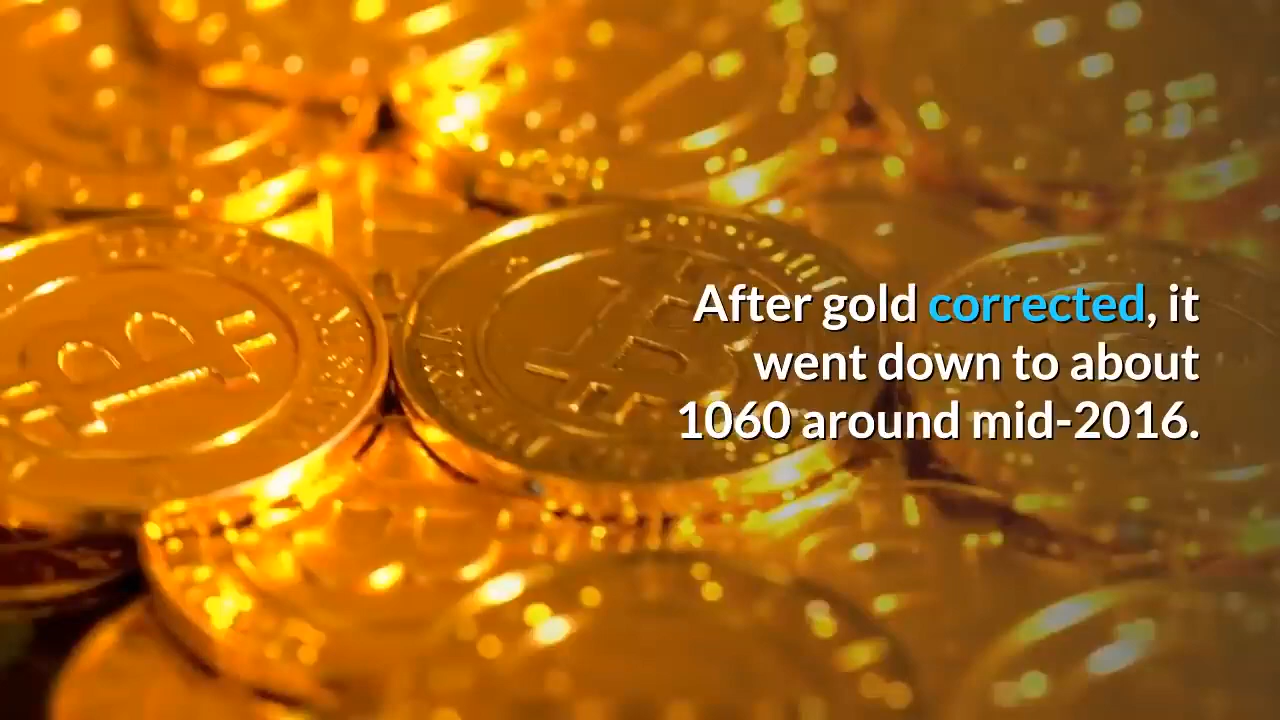 After gold corrected, it
went down to about
1060 around mid-2016.